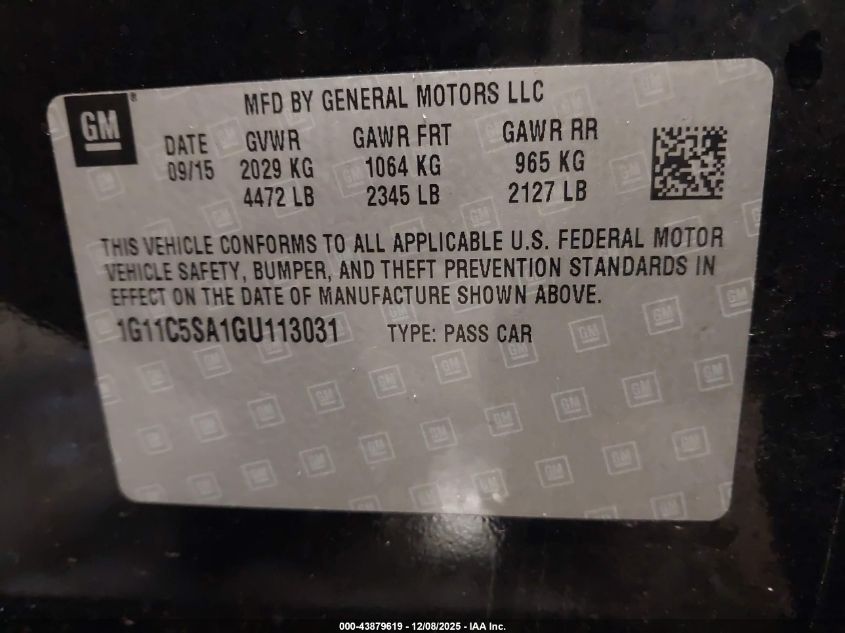 GM
MFD BY GENERAL MOTORS LLC
DATE GVWR GAWR FRT GAWR RR
09/15 2029 KG 1064 KG 965 KG
4472 LB 2345 LB 2127 LB
THIS VEHICLE CONFORMS TO ALL APPLICABLE U.S. FEDERAL MOTOR
VEHICLE SAFETY, BUMPER, AND THEFT PREVENTION STANDARDS IN
EFFECT ON THE DATE OF MANUFACTURE SHOWN ABOVE.
1G11C5SA1GU113031 TYPE: PASS CAR
000-43879619 - 12/08/2025 - IAA Inc.